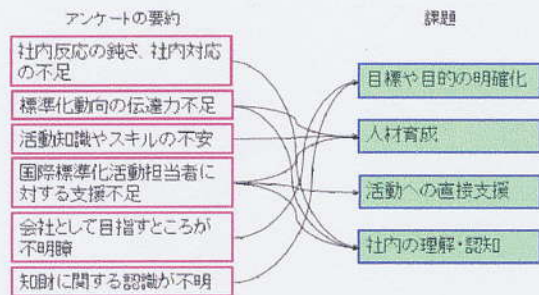 アンケートの要約
課題
社内反応の鈍さ、社内対応
の不足
標準化動向の伝達力不足
活動知識やスキルの不安
国際標準化活動担当者に
対する支援不足
会社として目指すところが
不明瞭
知財に関する認識が不明
目標や目的の明確化
人材育成
活動への直接支援
社内の理解・認知